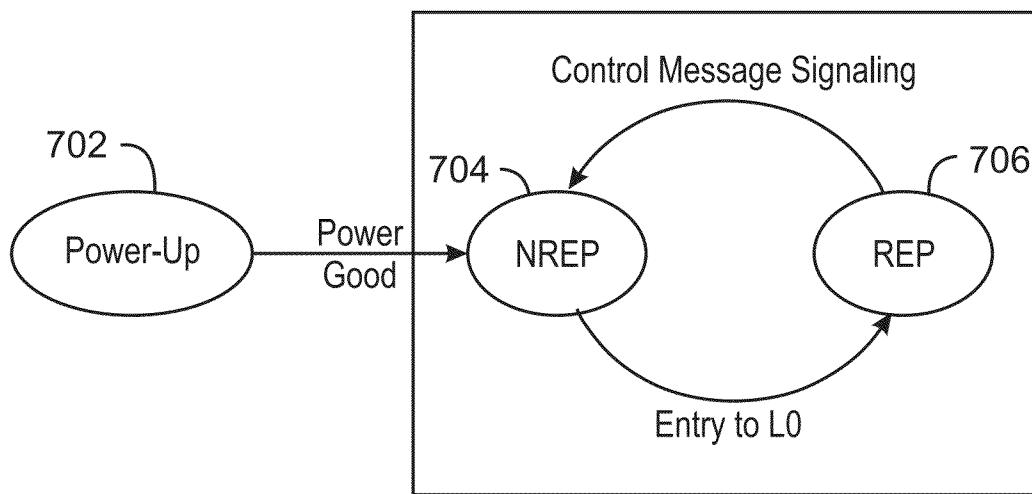 Control Message Signaling
702
704
706
Power-Up
Power
Good
NREP
REP
Entry to L0